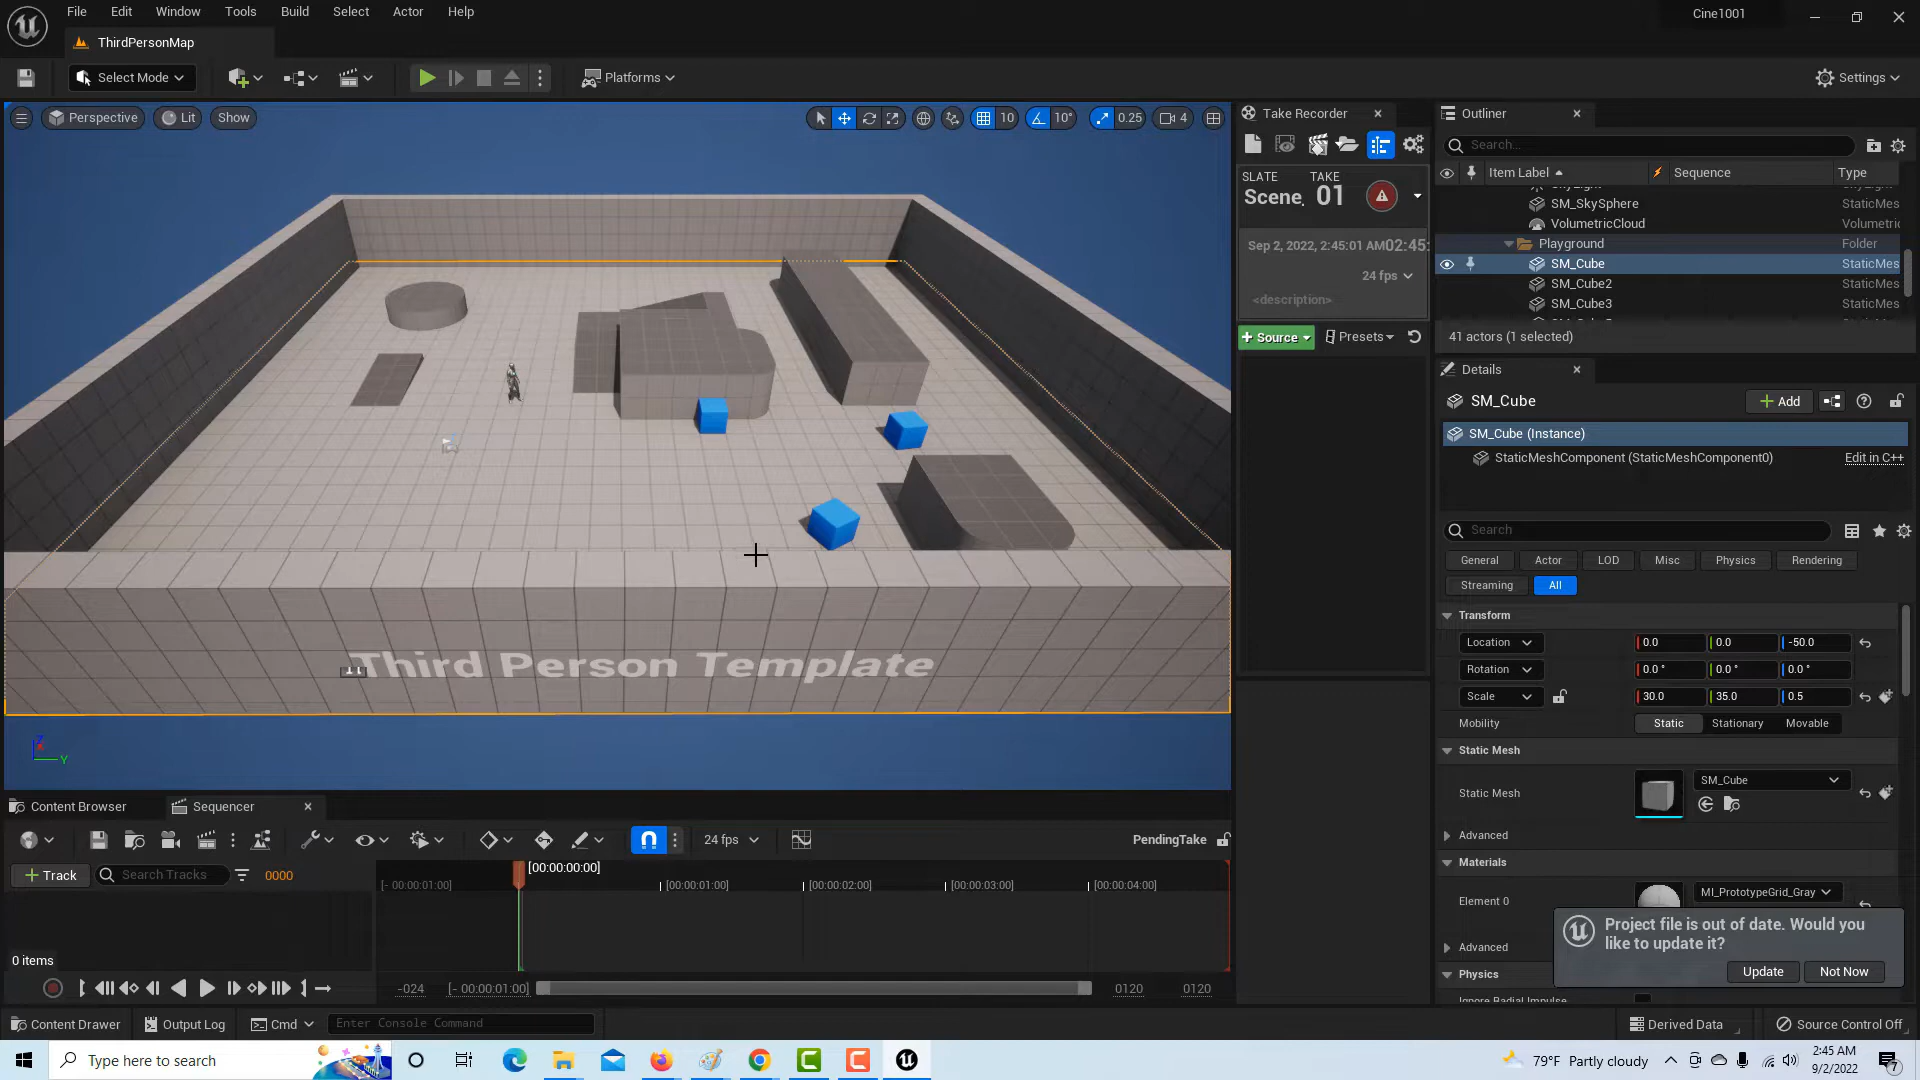 File Edit Window Tools Build Select Actor Help
Cine1001
ThirdPersonMap
Select Mode
Platforms
Settings
Perspective Lit Show
10 10° 0.25 4
Third Person Template
Take Recorder
SLATE TAKE
Scene. 01
Sep 2, 2022, 2:45:01 AM 02:45:
24 fps
<description>
+ Source Presets
Outliner
Search...
Item Label Sequence Type
SM_SkySphere StaticMes
VolumetricCloud Volumetric
Playground Folder
SM_Cube StaticMes
SM_Cube2 StaticMes
SM_Cube3 StaticMes
41 actors (1 selected)
Details
SM_Cube + Add
SM_Cube (Instance)
StaticMeshComponent (StaticMeshComponent0) Edit in C++
Search
General Actor LOD Misc Physics Rendering
Streaming All
Transform
Location 0.0 0.0 -50.0
Rotation 0.0 ° 0.0 ° 0.0 °
Scale 30.0 35.0 0.5
Mobility Static Stationary Movable
Static Mesh
Static Mesh SM_Cube
Advanced
Materials
Element 0 MI_PrototypeGrid_Gray
Advanced
Physics
Ignore Radial Impulse
Project file is out of date. Would you
like to update it?
Update Not Now
Content Browser Sequencer
24 fps PendingTake
+ Track Search Tracks 0000
[00:00:00:00]
[- 00:00:01:00] [00:00:01:00] [00:00:02:00] [00:00:03:00] [00:00:04:00]
0 items
-024 [- 00:00:01:00] 0120 0120
Content Drawer Output Log Cmd Enter Console Command Derived Data Source Control Off
Type here to search
79°F Partly cloudy
2:45 AM
9/2/2022
7